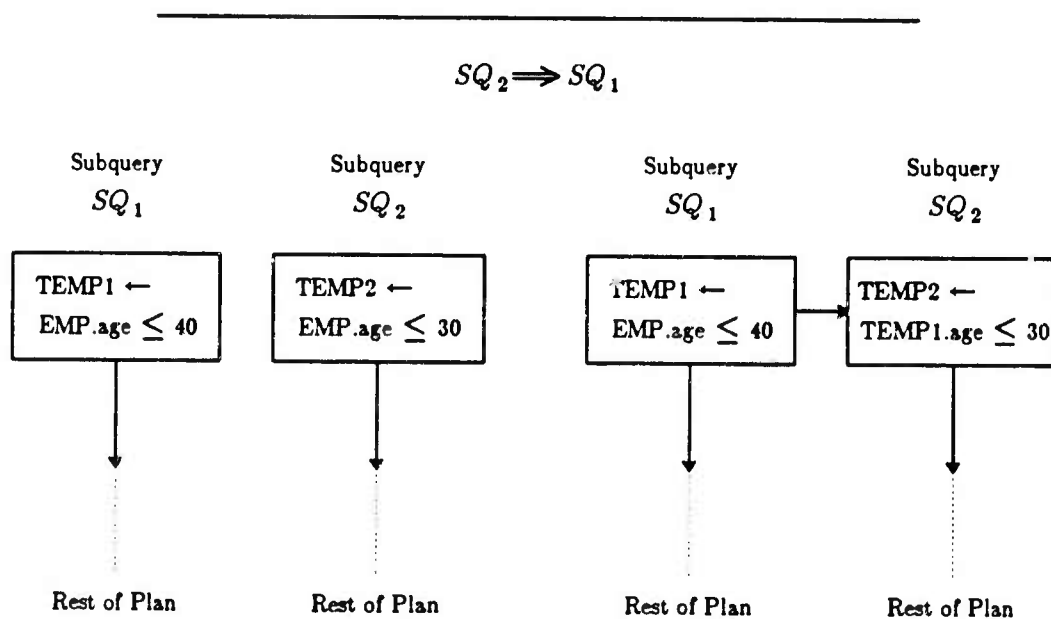 SQ₂ ⟹ SQ₁
Subquery
SQ₁
Subquery
SQ₂
Subquery
SQ₁
Subquery
SQ₂
TEMP1 ←
EMP.age ≤ 40
TEMP2 ←
EMP.age ≤ 30
TEMP1 ←
EMP.age ≤ 40
TEMP2 ←
TEMP1.age ≤ 30
Rest of Plan
Rest of Plan
Rest of Plan
Rest of Plan